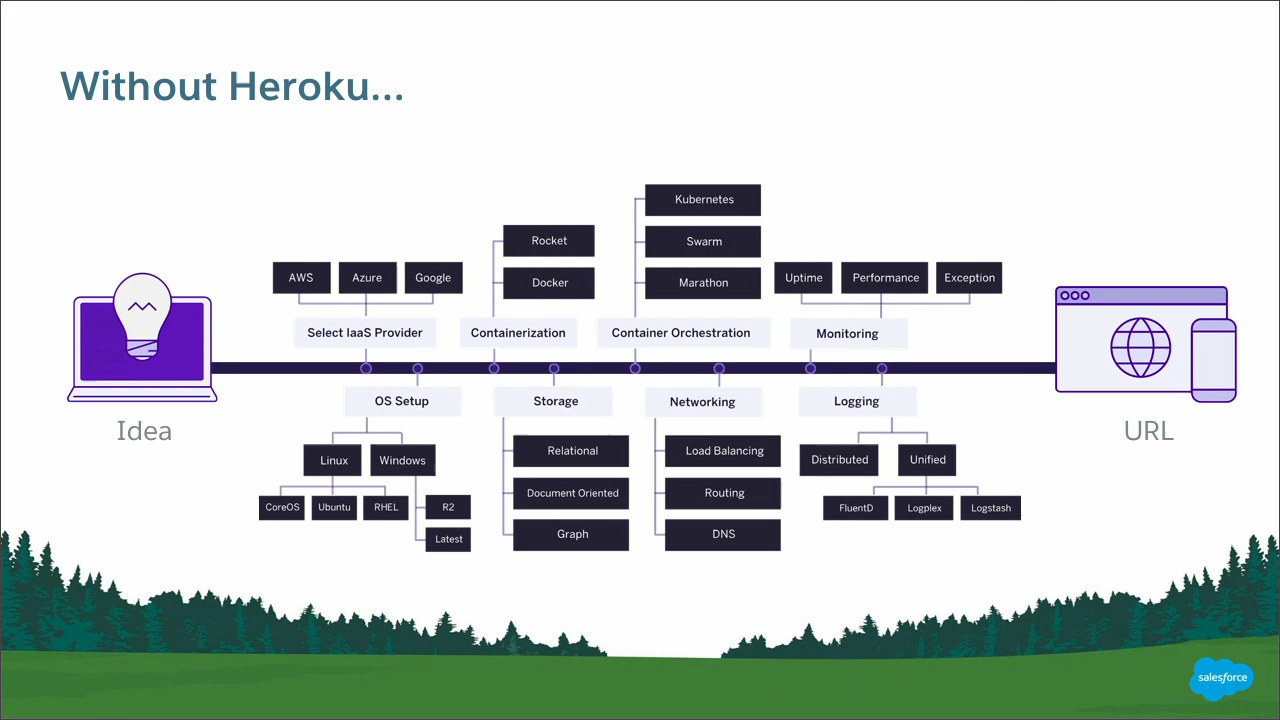 Without Heroku...
Kubernetes
Rocket
Swarm
AWS
Azure
Google
Docker
Marathon
Uptime
Performance
Exception
Select IaaS Provider
Containerization
Container Orchestration
Monitoring
Idea
URL
OS Setup
Storage
Networking
Logging
Linux
Windows
Relational
Load Balancing
Distributed
Unified
CoreOS
Ubuntu
RHEL
R2
Document Oriented
Routing
FluentD
Logplex
Logstash
Latest
Graph
DNS
salesforce